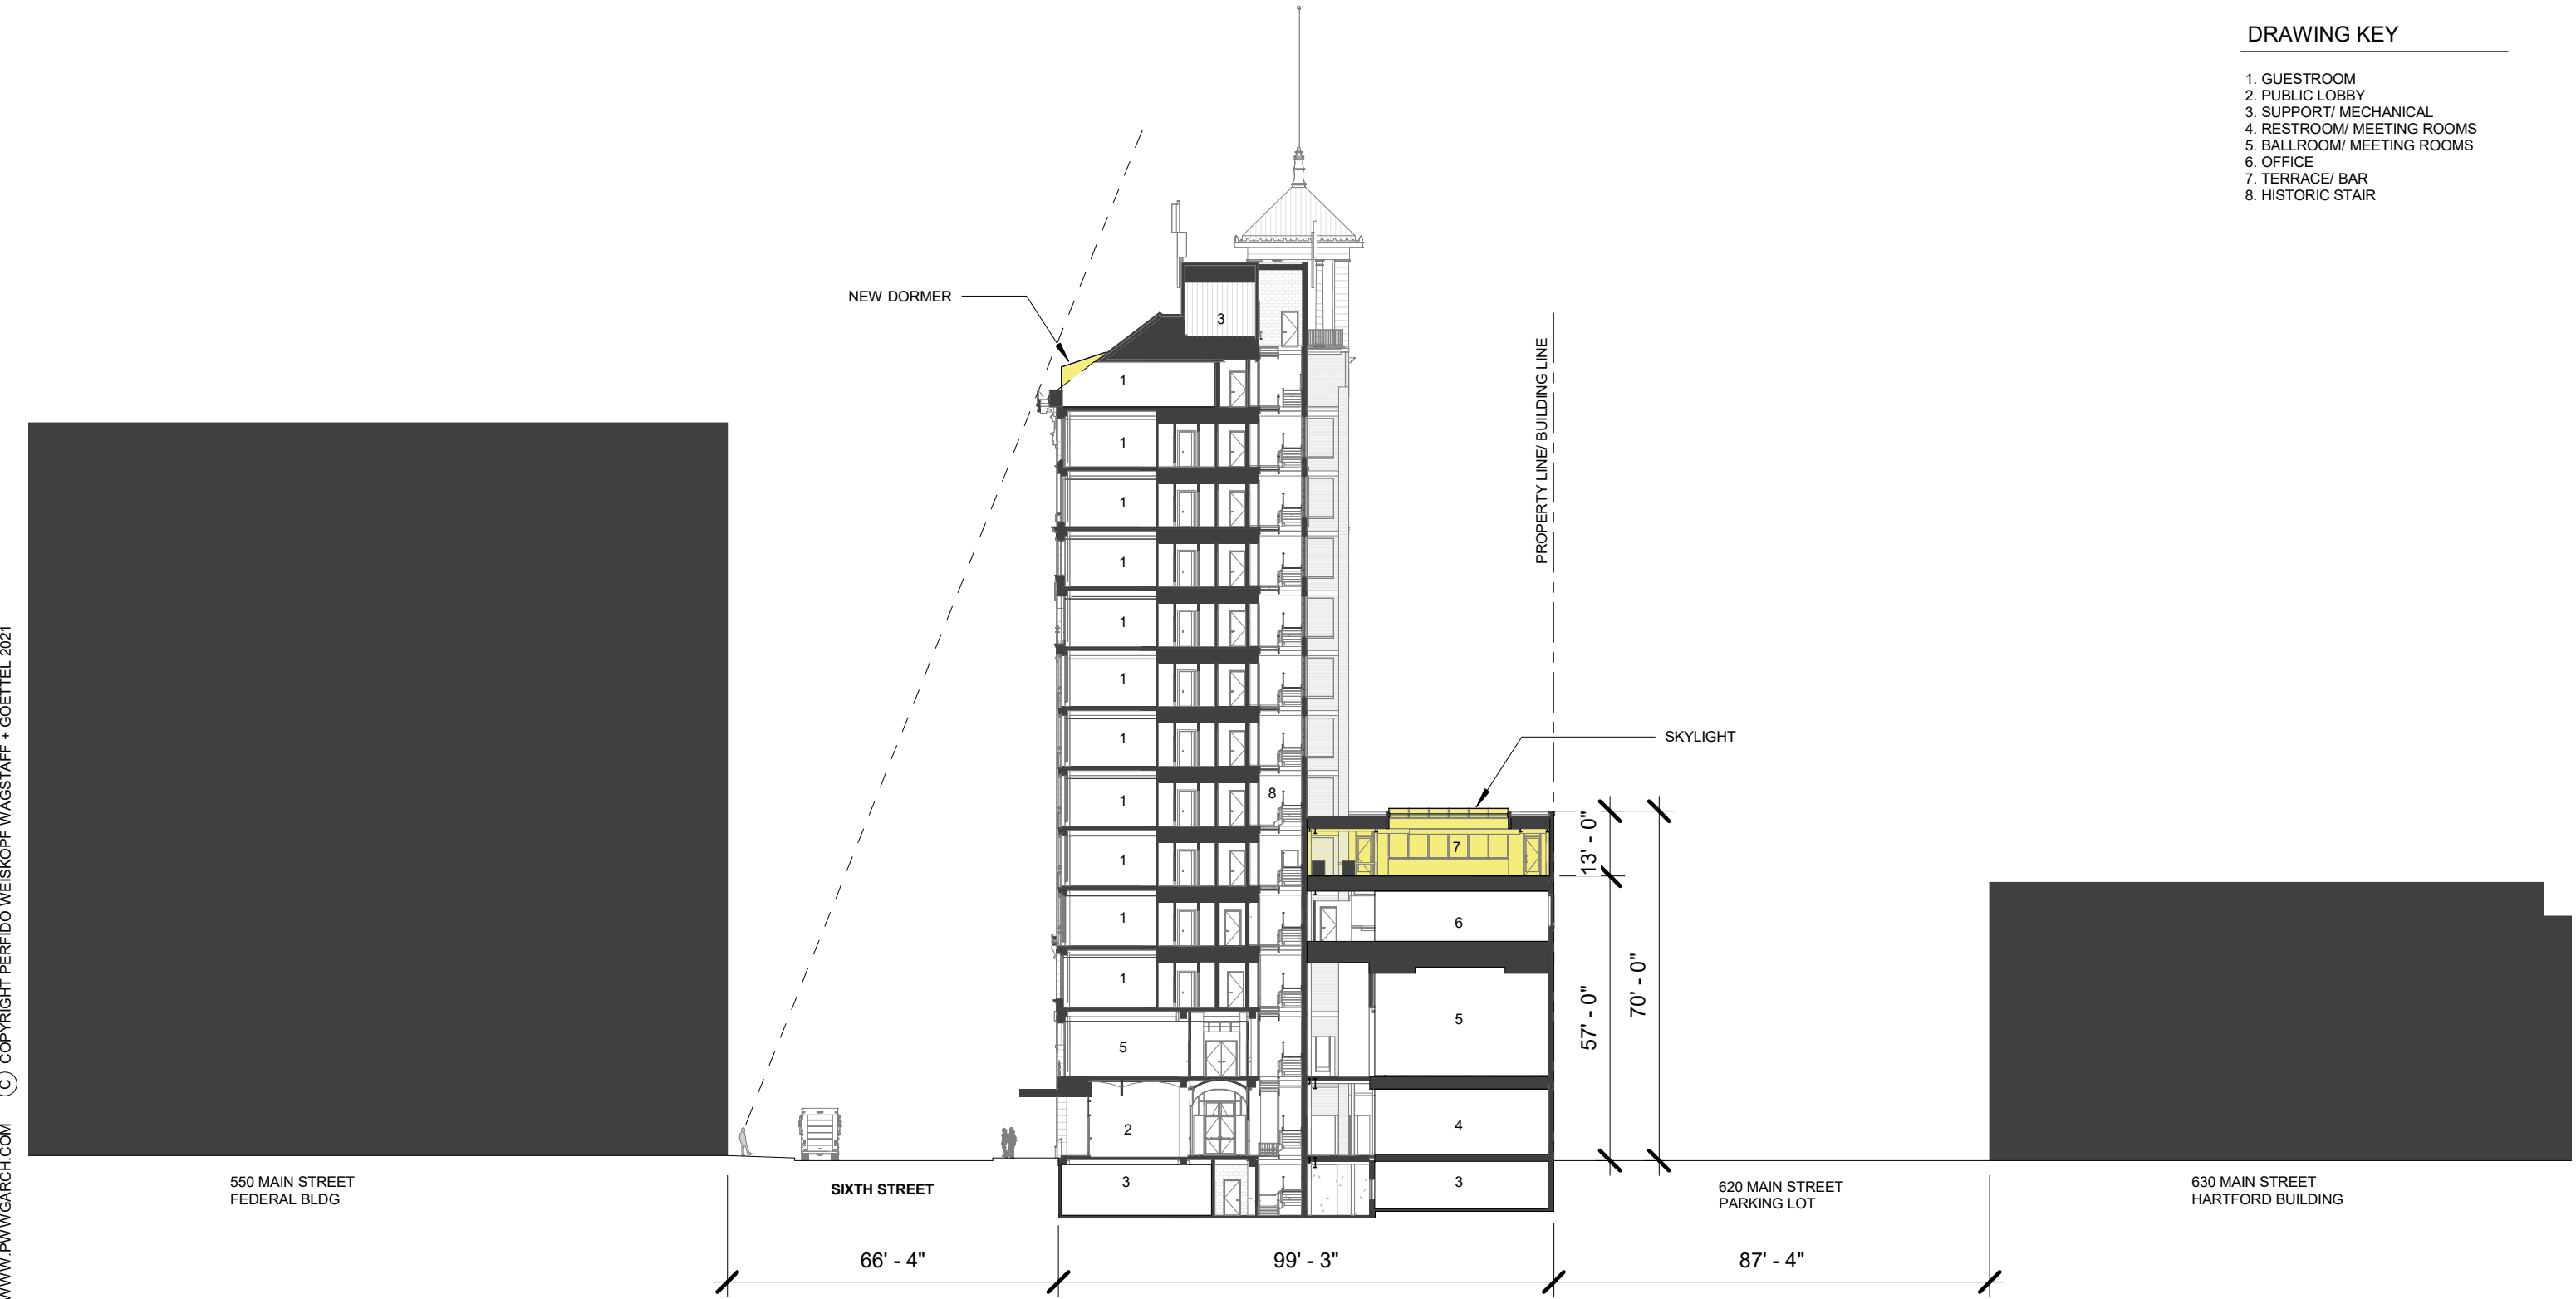 DRAWING KEY
1. GUESTROOM
2. PUBLIC LOBBY
3. SUPPORT/ MECHANICAL
4. RESTROOM/ MEETING ROOMS
5. BALLROOM/ MEETING ROOMS
6. OFFICE
7. TERRACE/ BAR
8. HISTORIC STAIR
NEW DORMER
3
1
1
1
1
1
1
1
1
1
1
1
8
5
2
3
PROPERTY LINE/ BUILDING LINE
SKYLIGHT
7
6
5
4
3
13' - 0"
57' - 0"
70' - 0"
550 MAIN STREET
FEDERAL BLDG
SIXTH STREET
620 MAIN STREET
PARKING LOT
630 MAIN STREET
HARTFORD BUILDING
66' - 4"
99' - 3"
87' - 4"
WWW.PWWGARCH.COM © COPYRIGHT PERFIDO WEISKOPF WAGSTAFF + GOETTEL 2021